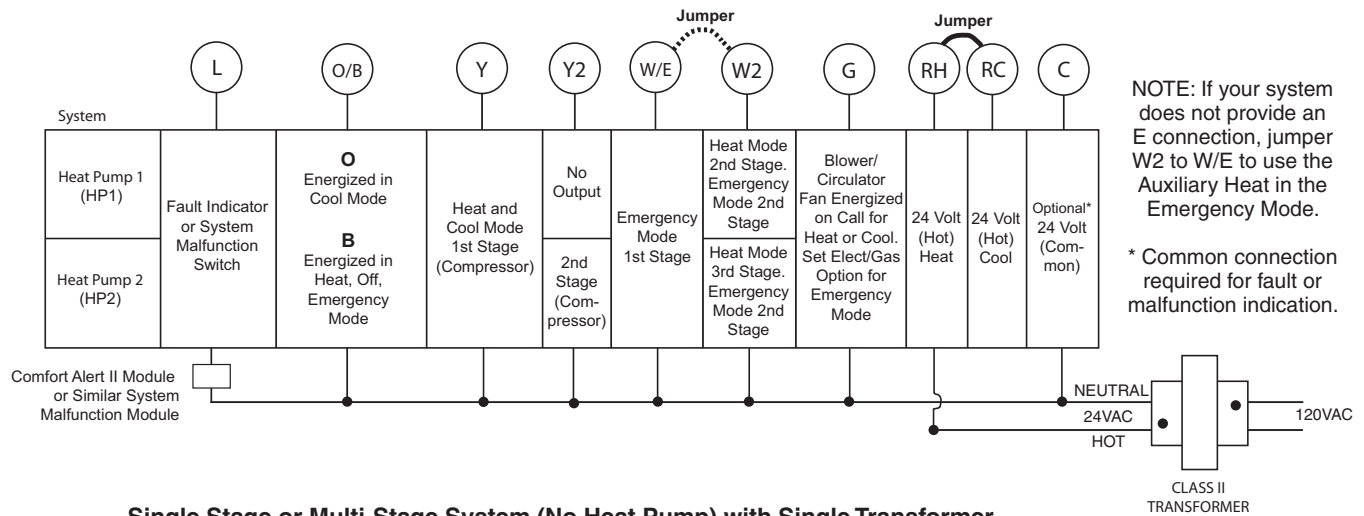 Jumper
Jumper
L
O/B
Y
Y2
W/E
W2
G
RH
RC
C
System
Heat Pump 1
(HP1)
Heat Pump 2
(HP2)
Fault Indicator
or System
Malfunction
Switch
O
Energized in
Cool Mode
B
Energized in
Heat, Off,
Emergency
Mode
Heat and
Cool Mode
1st Stage
(Compressor)
No
Output
2nd
Stage
(Com-
pressor)
Emergency
Mode
1st Stage
Heat Mode
2nd Stage.
Emergency
Mode 2nd
Stage
Heat Mode
3rd Stage.
Emergency
Mode 2nd
Stage
Blower/
Circulator
Fan Energized
on Call for
Heat or Cool.
Set Elect/Gas
Option for
Emergency
Mode
24 Volt
(Hot)
Heat
24 Volt
(Hot)
Cool
Optional*
24 Volt
(Com-
mon)
NOTE: If your system
does not provide an
E connection, jumper
W2 to W/E to use the
Auxiliary Heat in the
Emergency Mode.
* Common connection
required for fault or
malfunction indication.
Comfort Alert II Module
or Similar System
Malfunction Module
NEUTRAL
24VAC
HOT
120VAC
CLASS II
TRANSFORMER
Single Stage or Multi-Stage System (No Heat Pump) with Single Transformer